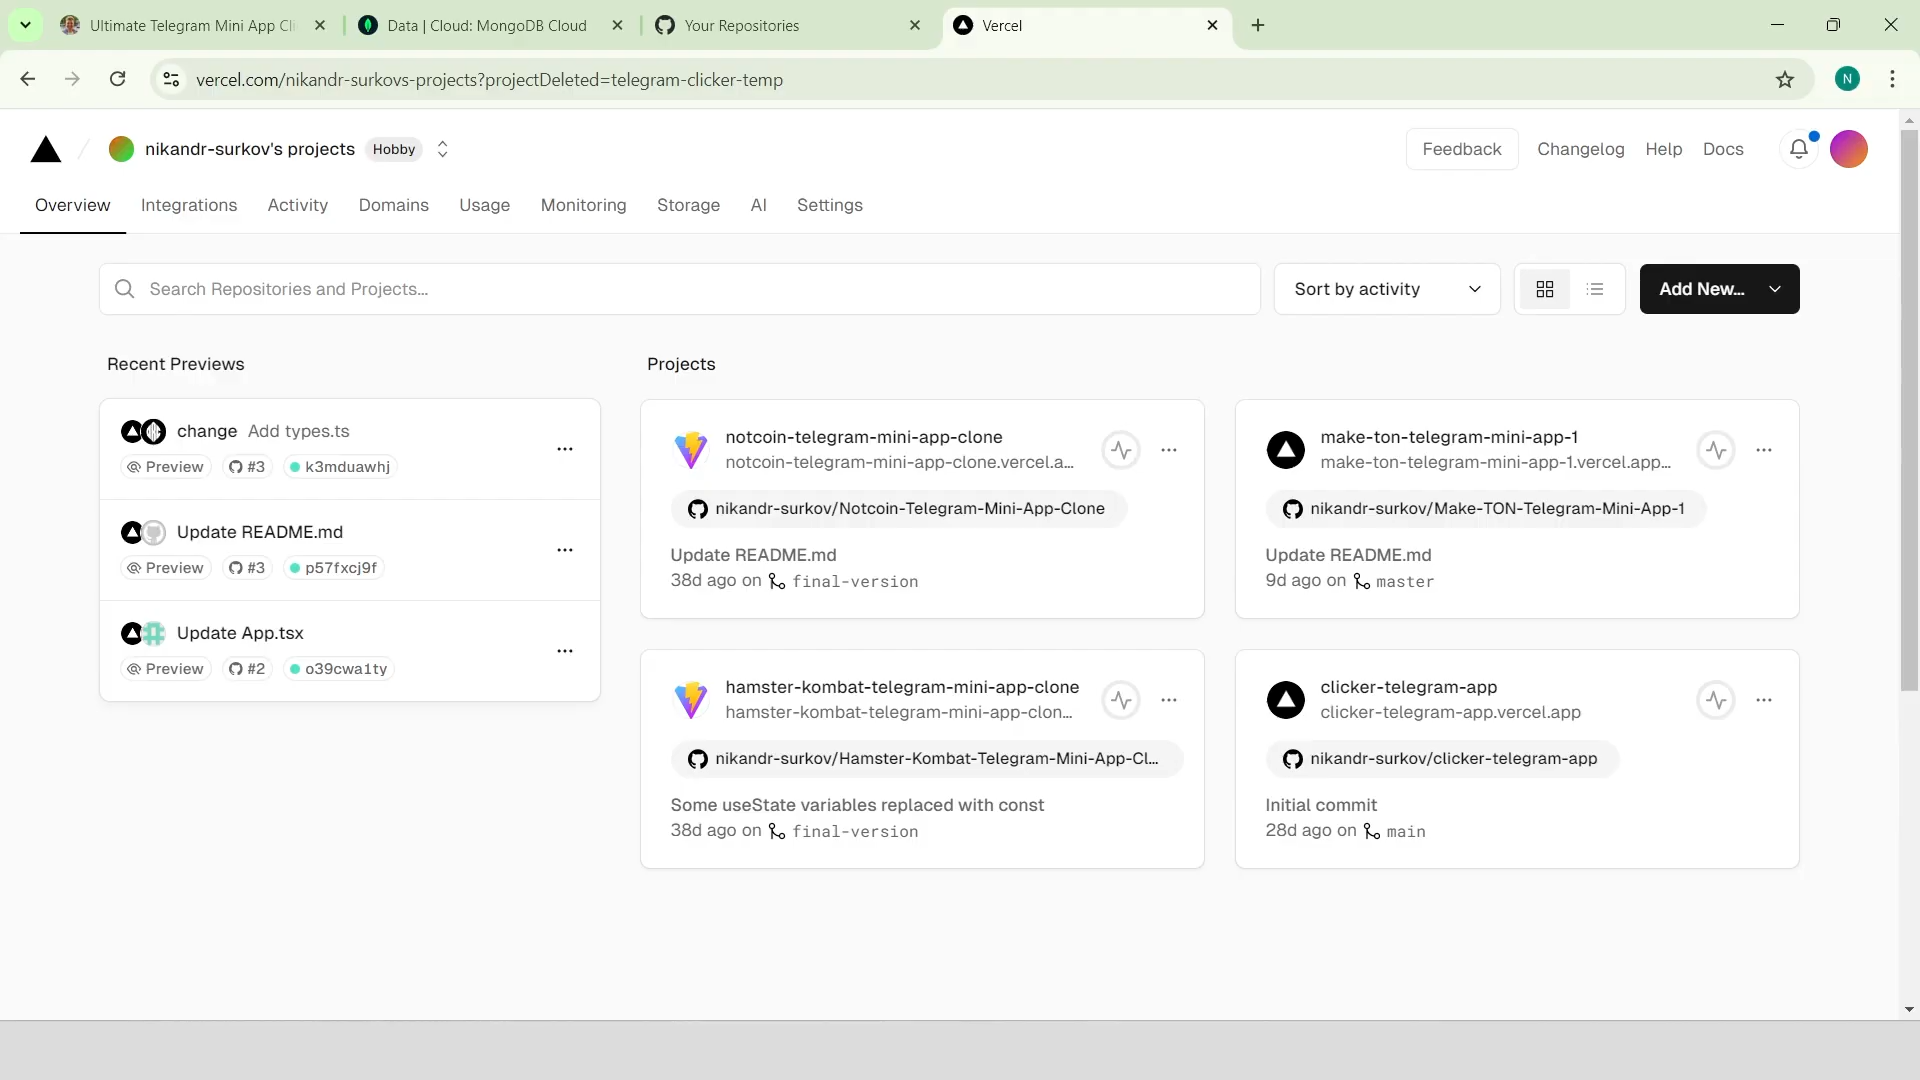 Ultimate Telegram Mini App Cli
Data | Cloud: MongoDB Cloud
Your Repositories
Vercel
vercel.com/nikandr-surkovs-projects?projectDeleted=telegram-clicker-temp
N
nikandr-surkov's projects
Hobby
Feedback
Changelog
Help
Docs
Overview
Integrations
Activity
Domains
Usage
Monitoring
Storage
AI
Settings
Search Repositories and Projects...
Sort by activity
Add New...
Recent Previews
change Add types.ts
Preview
#3
k3mduawhj
Update README.md
Preview
#3
p57fxcj9f
Update App.tsx
Preview
#2
o39cwa1ty
Projects
notcoin-telegram-mini-app-clone
notcoin-telegram-mini-app-clone.vercel.a...
nikandr-surkov/Notcoin-Telegram-Mini-App-Clone
Update README.md
38d ago on final-version
make-ton-telegram-mini-app-1
make-ton-telegram-mini-app-1.vercel.app...
nikandr-surkov/Make-TON-Telegram-Mini-App-1
Update README.md
9d ago on master
hamster-kombat-telegram-mini-app-clone
hamster-kombat-telegram-mini-app-clon...
nikandr-surkov/Hamster-Kombat-Telegram-Mini-App-Cl...
Some useState variables replaced with const
38d ago on final-version
clicker-telegram-app
clicker-telegram-app.vercel.app
nikandr-surkov/clicker-telegram-app
Initial commit
28d ago on main